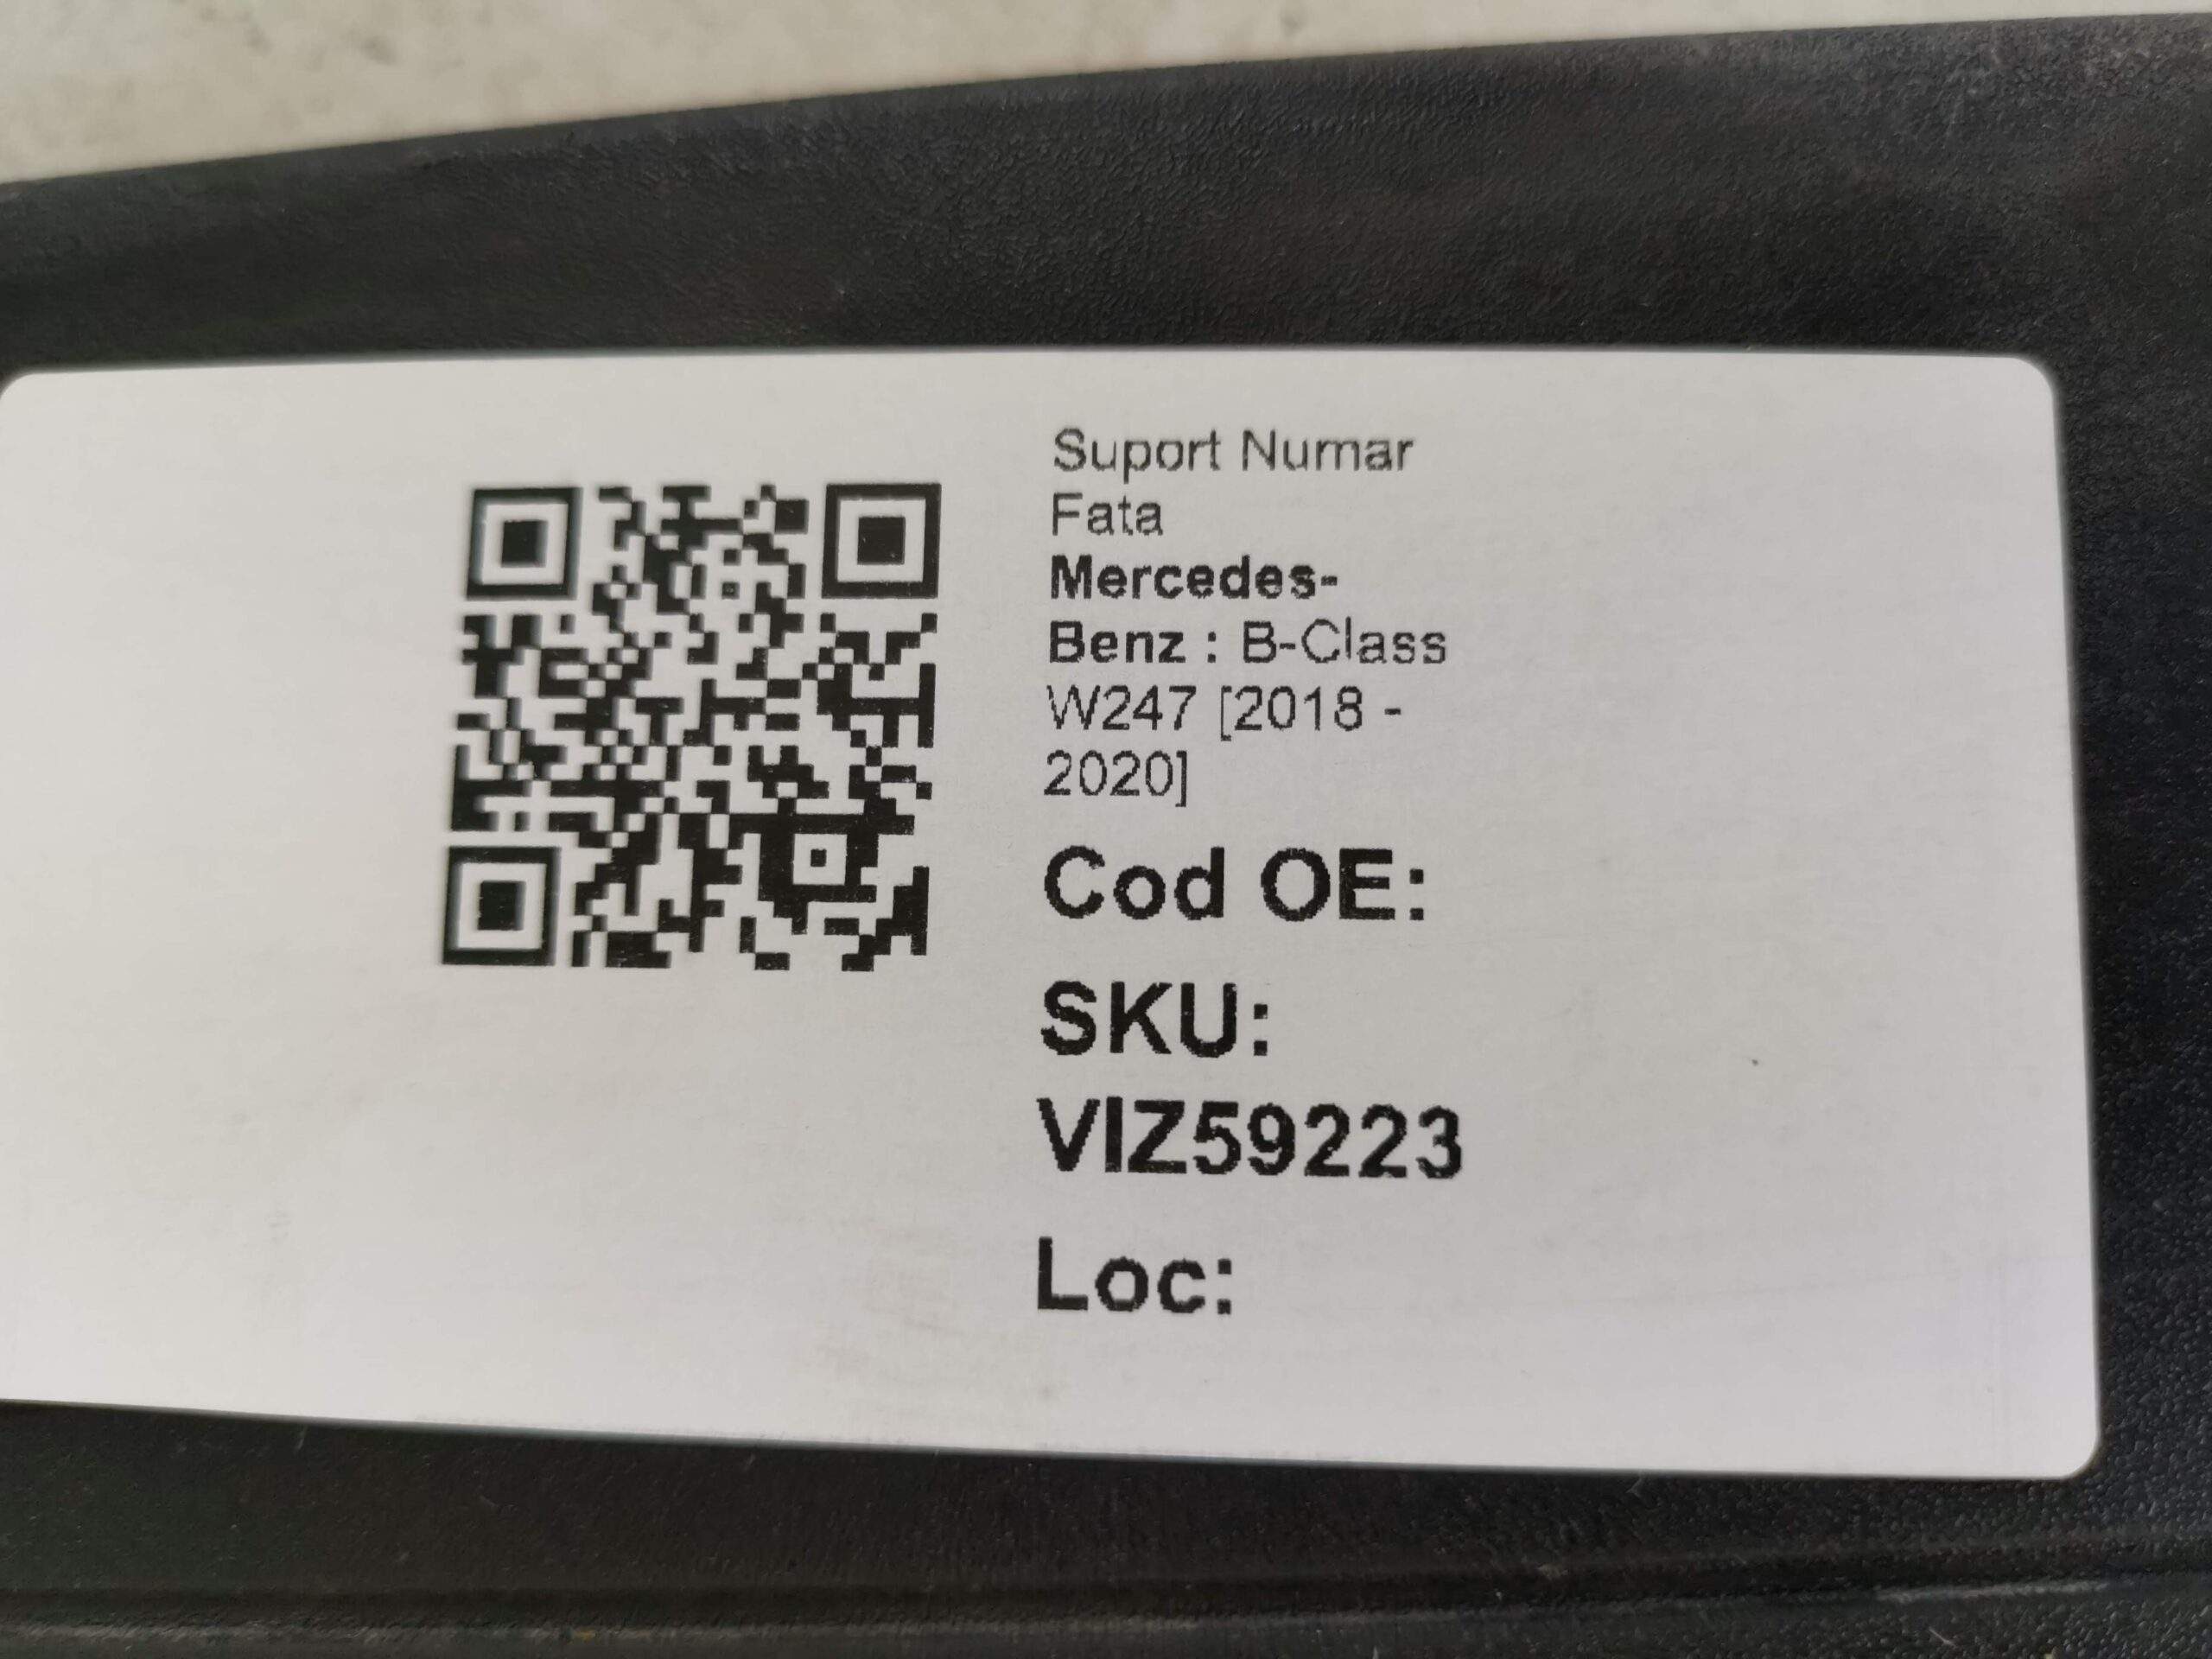 Suport Numar
Fata
Mercedes-
Benz : B-Class
W247 [2018 -
2020]
Cod OE:
SKU:
VIZ59223
Loc: